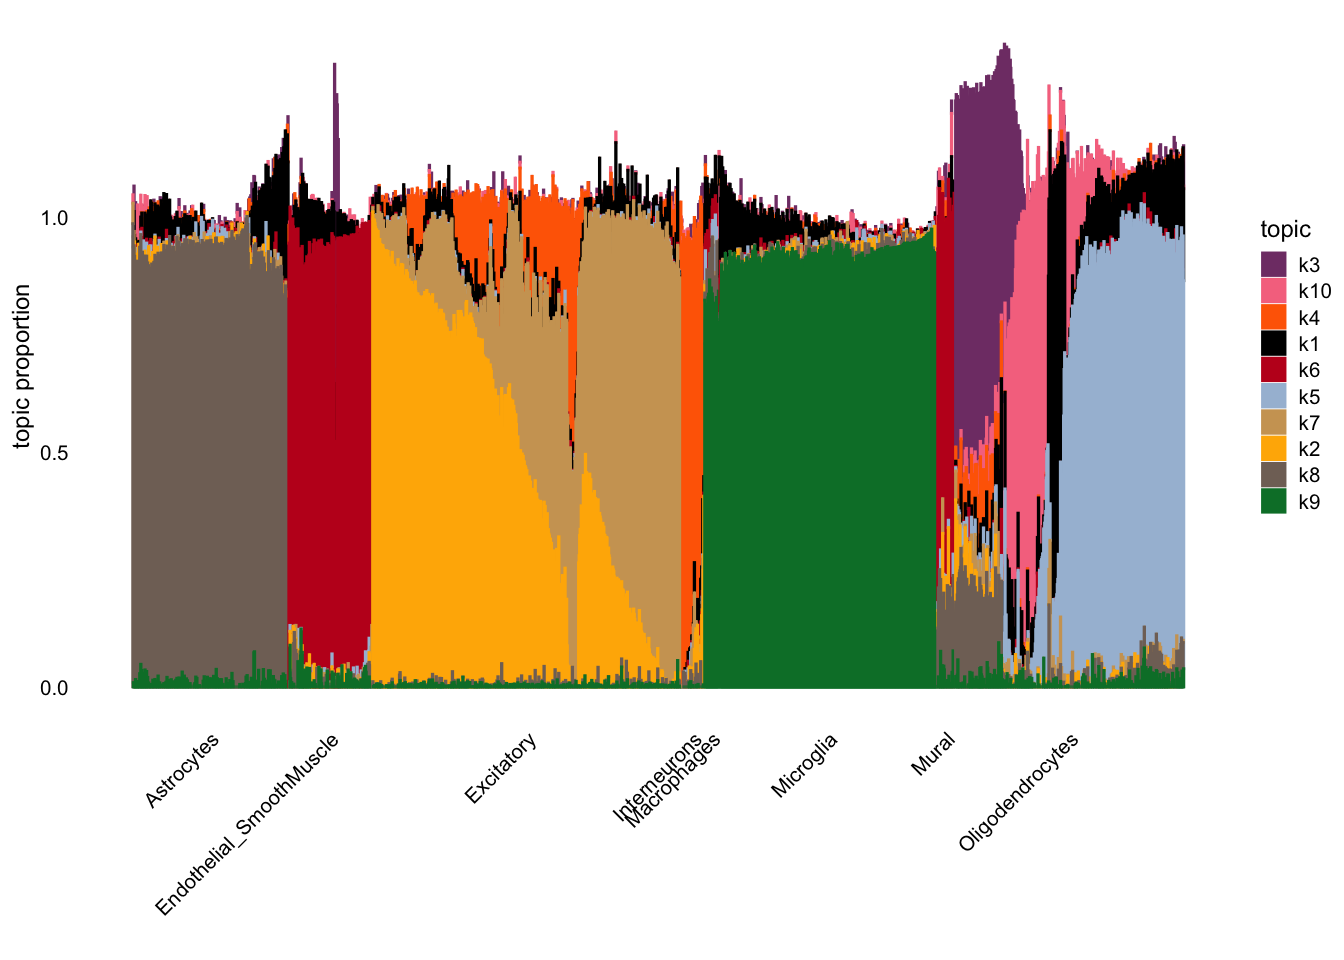 topic proportion
1.0
0.5
0.0
Astrocytes
Endothelial_SmoothMuscle
Excitatory
Interneurons
Macrophages
Microglia
Mural
Oligodendrocytes
topic
k3
k10
k4
k1
k6
k5
k7
k2
k8
k9